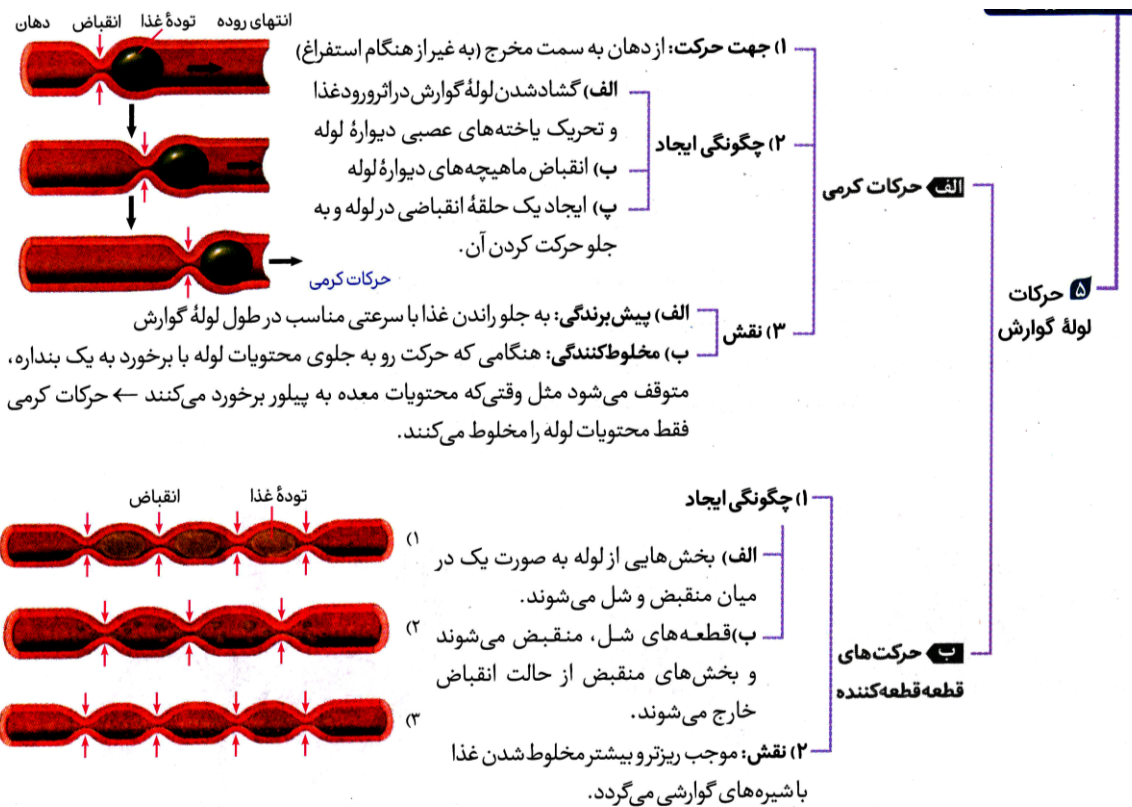 ۵ حرکات
لولهٔ گوارش
الف حرکات کرمی
۱) جهت حرکت: از دهان به سمت مخرج (به غیر از هنگام استفراغ)
۲) چگونگی ایجاد
الف) گشاد شدن لولهٔ گوارش در اثر ورود غذا
و تحریک یاخته‌های عصبی دیوارهٔ لوله
ب) انقباض ماهیچه‌های دیوارهٔ لوله
پ) ایجاد یک حلقهٔ انقباضی در لوله و به
جلو حرکت کردن آن.
انتهای روده تودهٔ غذا انقباض دهان
حرکات کرمی
۳) نقش
الف) پیش‌برندگی: به جلو راندن غذا با سرعتی مناسب در طول لولهٔ گوارش
ب) مخلوط‌کنندگی: هنگامی که حرکت رو به جلوی محتویات لوله با برخورد به یک بنداره،
متوقف می‌شود مثل وقتی‌که محتویات معده به پیلور برخورد می‌کنند ← حرکات کرمی
فقط محتویات لوله را مخلوط می‌کنند.
ب حرکت‌های
قطعه‌قطعه‌کننده
۱) چگونگی ایجاد
الف) بخش‌هایی از لوله به صورت یک در
میان منقبض و شل می‌شوند.
ب) قطعه‌های شل، منقبض می‌شوند
و بخش‌های منقبض از حالت انقباض
خارج می‌شوند.
۲) نقش: موجب ریزتر و بیشتر مخلوط شدن غذا
با شیره‌های گوارشی می‌گردد.
تودهٔ غذا انقباض
۱)
۲)
۳)